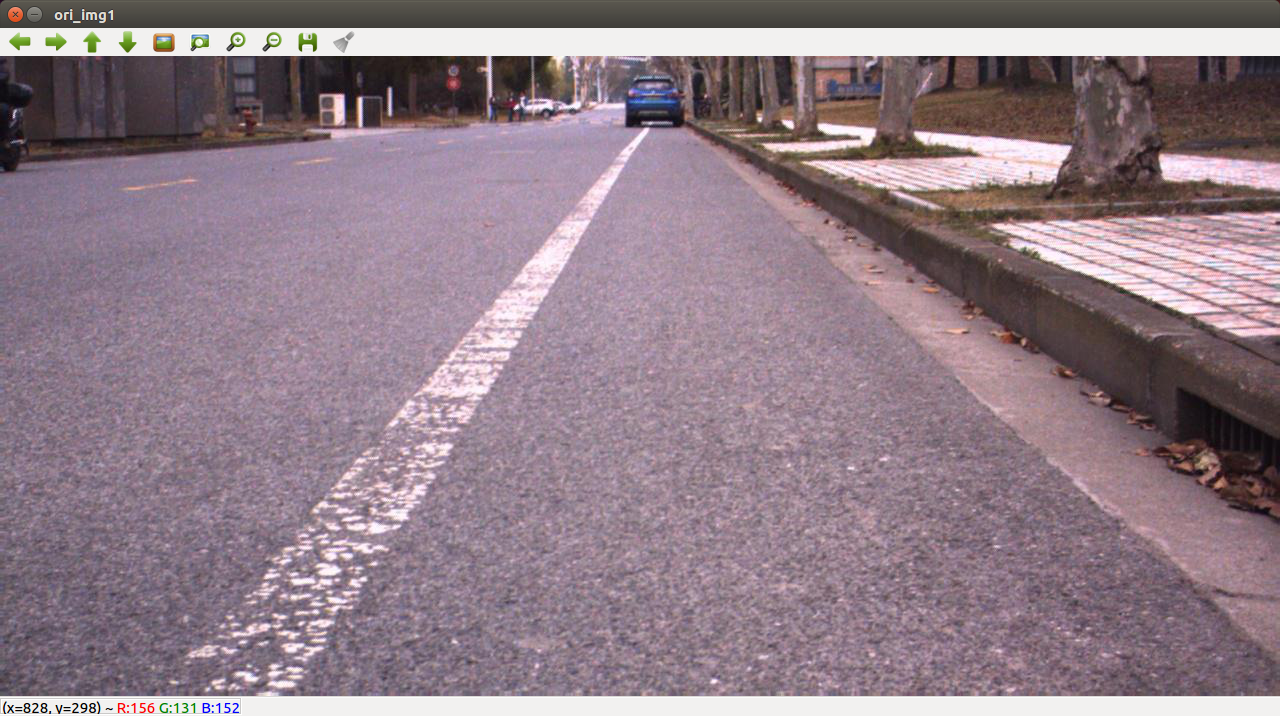 ori_img1
(x=828, y=298) ~ R:156 G:131 B:152